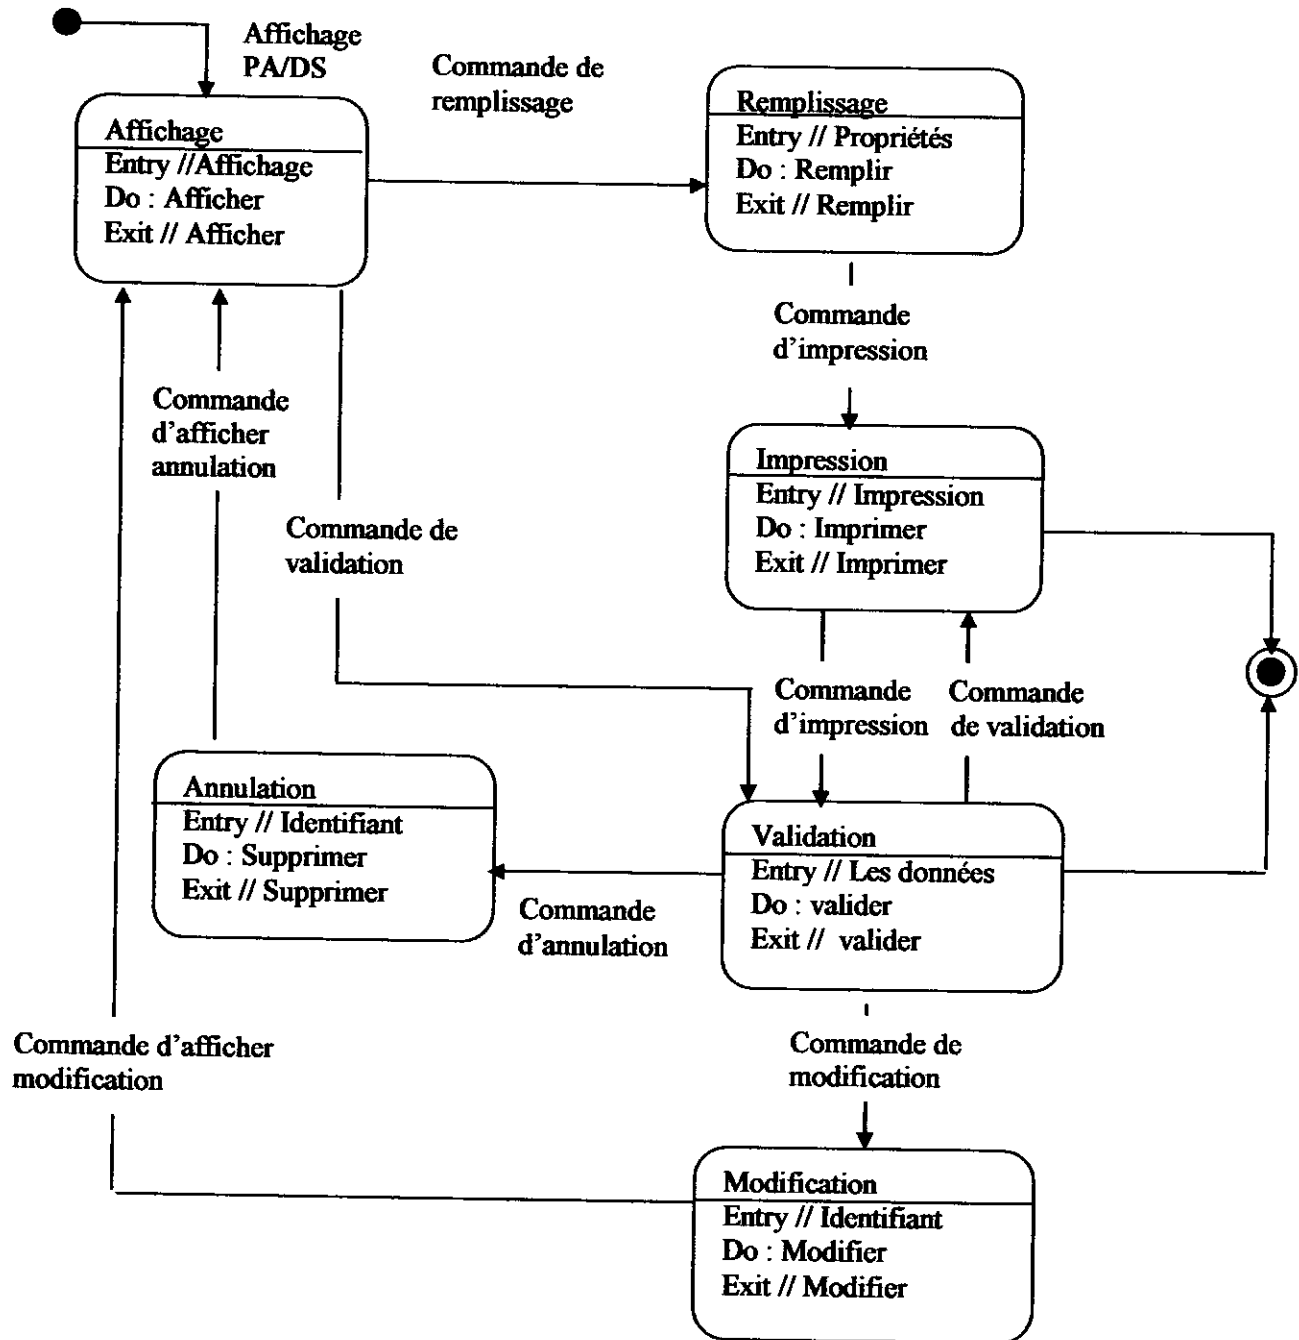 Affichage
PA/DS
Commande de
remplissage
Affichage
Entry //Affichage
Do : Afficher
Exit // Afficher
Remplissage
Entry // Propriétés
Do : Remplir
Exit // Remplir
Commande
d'impression
Commande
d'afficher
annulation
Commande de
validation
Impression
Entry // Impression
Do : Imprimer
Exit // Imprimer
Commande
d'impression
Commande
de validation
Annulation
Entry // Identifiant
Do : Supprimer
Exit // Supprimer
Validation
Entry // Les données
Do : valider
Exit // valider
Commande
d'annulation
Commande d'afficher
modification
Commande de
modification
Modification
Entry // Identifiant
Do : Modifier
Exit // Modifier